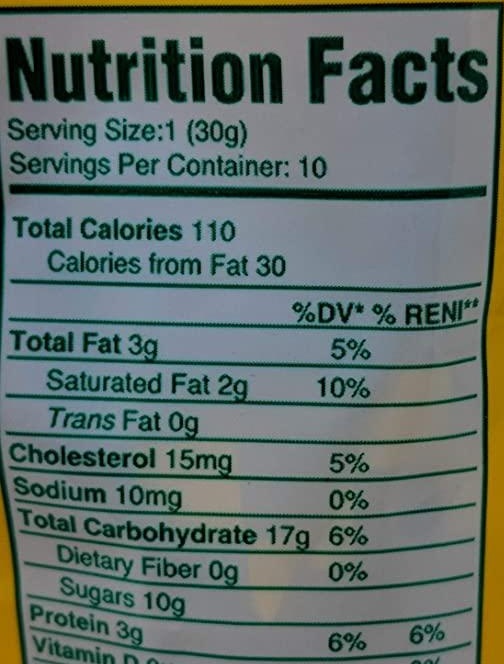 Nutrition Facts
Serving Size:1 (30g)
Servings Per Container: 10
Total Calories 110
Calories from Fat 30
%DV* % RENI**
Total Fat 3g 5%
Saturated Fat 2g 10%
Trans Fat 0g
Cholesterol 15mg 5%
Sodium 10mg 0%
Total Carbohydrate 17g 6%
Dietary Fiber 0g 0%
Sugars 10g
Protein 3g 6% 6%
Vitamin D